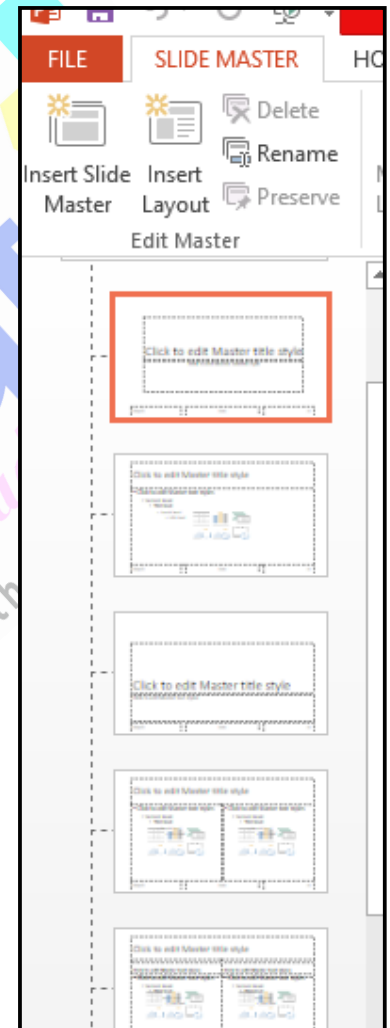 FILE SLIDE MASTER HO
Delete
Rename
Preserve
Insert Slide
Master
Insert
Layout
Edit Master
Click to edit Master title style
Click to edit Master title style
Click to edit Master title style
Click to edit Master title style
Click to edit Master title style